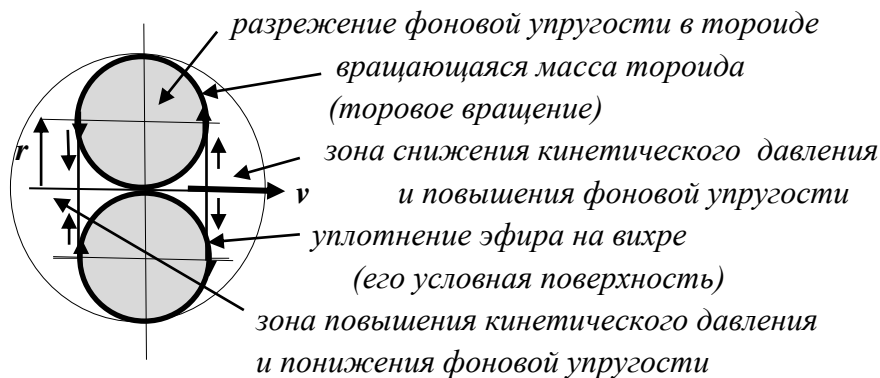 разрежение фоновой упругости в тороиде
вращающаяся масса тороида
(торовое вращение)
зона снижения кинетического давления
и повышения фоновой упругости
r
v
уплотнение эфира на вихре
(его условная поверхность)
зона повышения кинетического давления
и понижения фоновой упругости